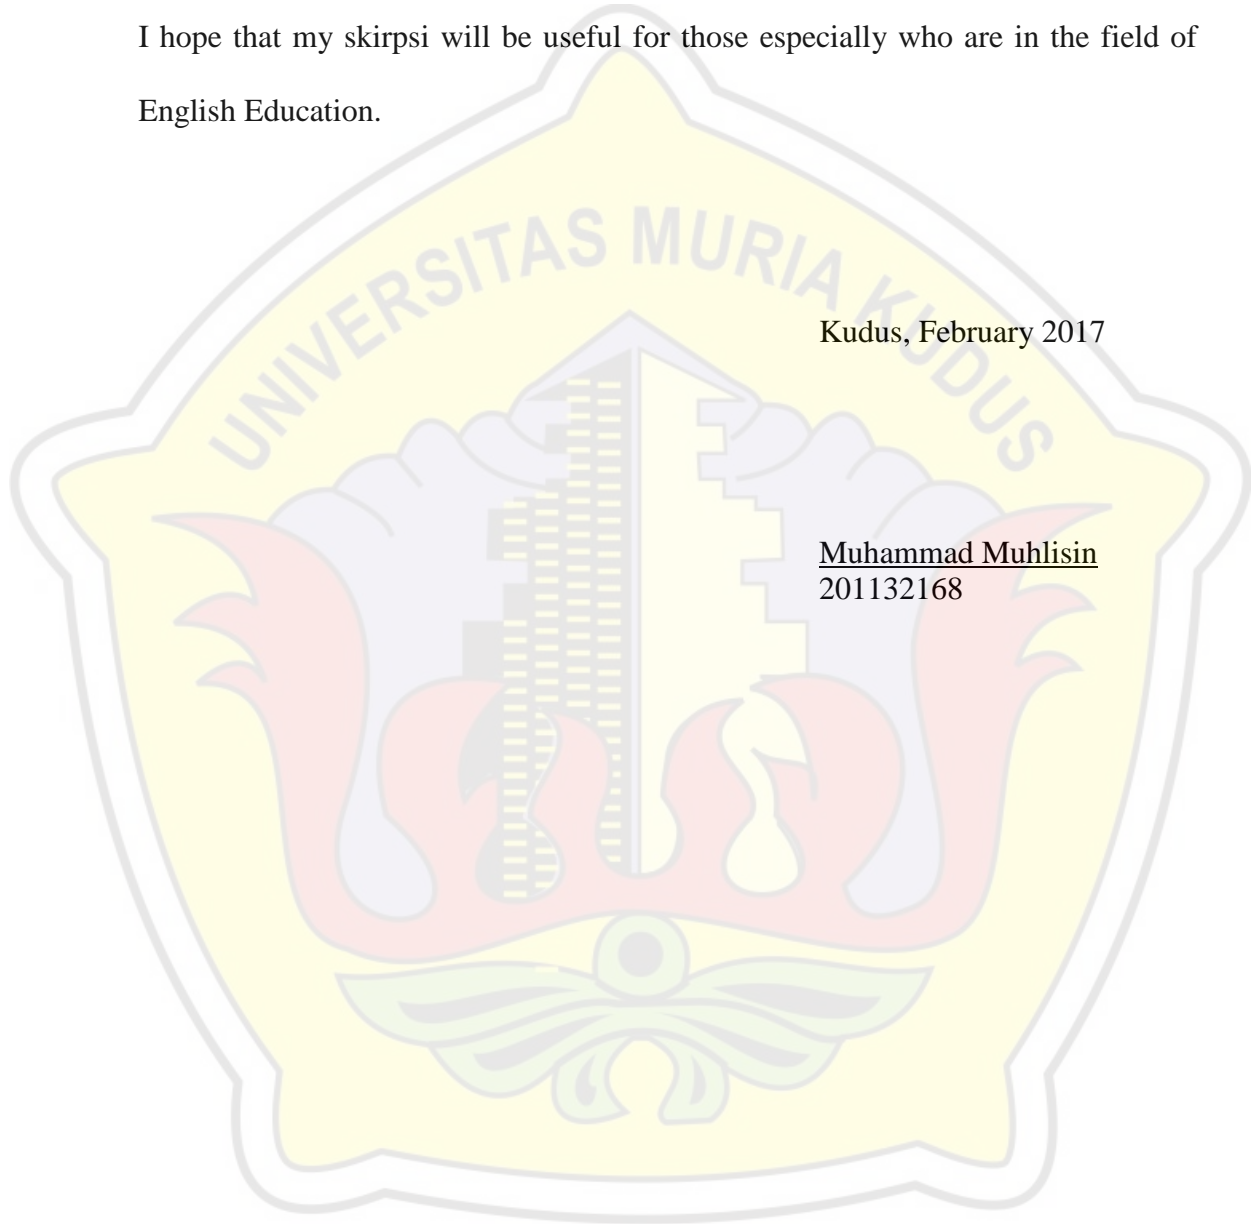 I hope that my skirpsi will be useful for those especially who are in the field of
English Education.
UNIVERSITAS MURIA KUDUS
Kudus, February 2017
Muhammad Muhlisin
201132168